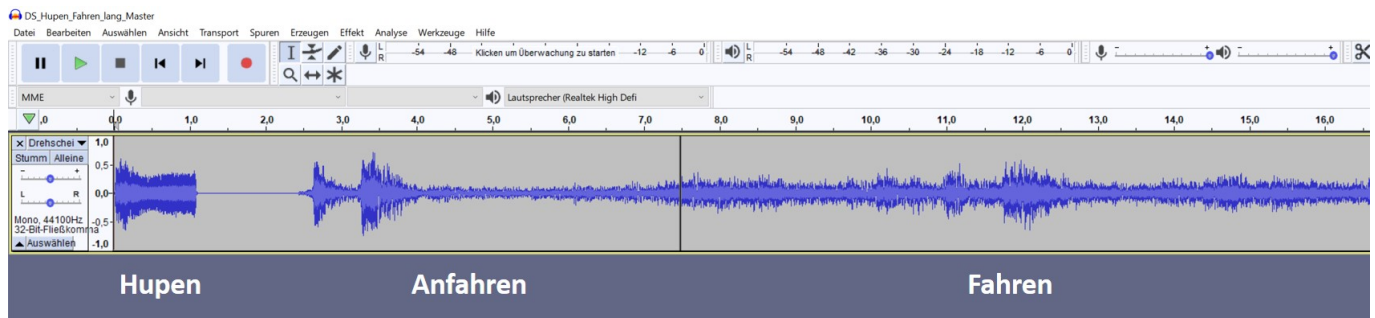 DS_Hupen_Fahren_lang_Master
Datei Bearbeiten Auswählen Ansicht Transport Spuren Erzeugen Effekt Analyse Werkzeuge Hilfe
L R -54 -48 Klicken um Überwachung zu starten -12 -6 0 L R -54 -48 -42 -36 -30 -24 -18 -12 -6 0 - + - +
MME Lautsprecher (Realtek High Defi
,0 0,0 1,0 2,0 3,0 4,0 5,0 6,0 7,0 8,0 9,0 10,0 11,0 12,0 13,0 14,0 15,0 16,0
x Drehschei 1,0
Stumm Alleine 0,5
- +
L R 0,0
Mono, 44100Hz -0,5
32-Bit-Fließkomma
Auswählen -1,0
Hupen Anfahren Fahren